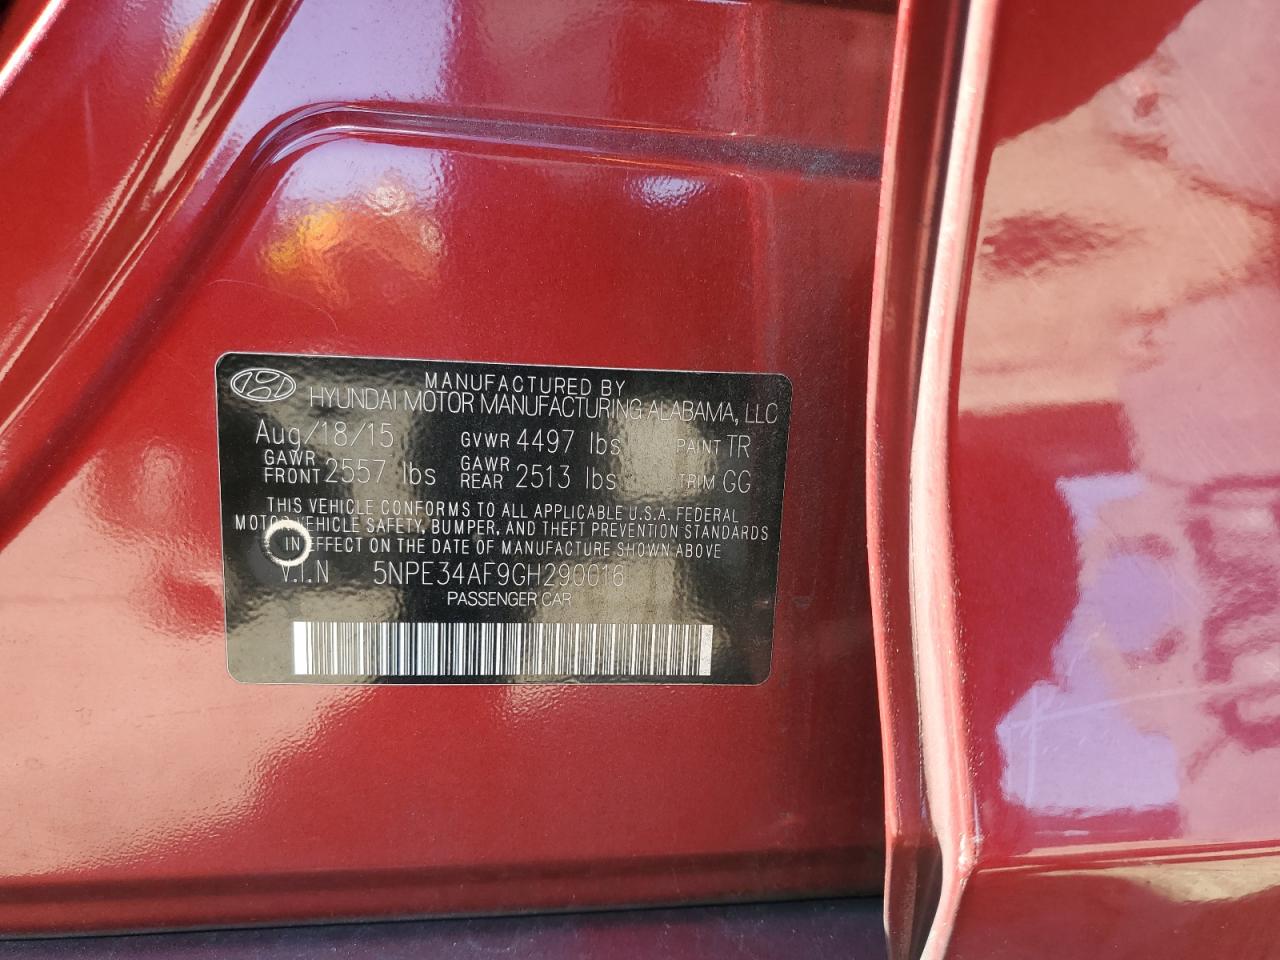 MANUFACTURED BY
HYUNDAI MOTOR MANUFACTURING ALABAMA, LLC
Aug/18/15 GVWR 4497 lbs PAINT TR
GAWR FRONT 2557 lbs GAWR REAR 2513 lbs TRIM GG
THIS VEHICLE CONFORMS TO ALL APPLICABLE U.S.A. FEDERAL
MOTOR VEHICLE SAFETY, BUMPER, AND THEFT PREVENTION STANDARDS
IN EFFECT ON THE DATE OF MANUFACTURE SHOWN ABOVE
V.I.N 5NPE34AF9GH290016
PASSENGER CAR